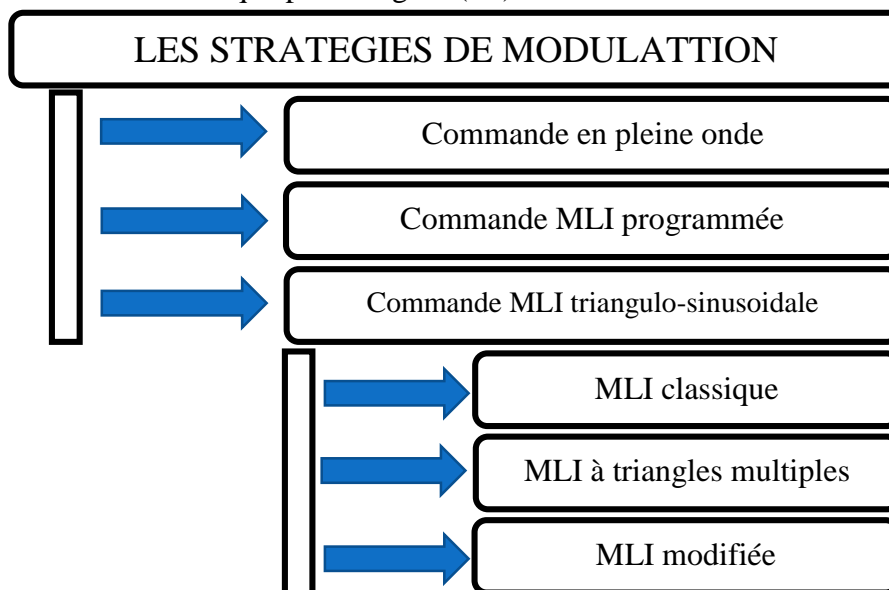 LES STRATEGIES DE MODULATTION
Commande en pleine onde
Commande MLI programmée
Commande MLI triangulo-sinusoidale
MLI classique
MLI à triangles multiples
MLI modifiée